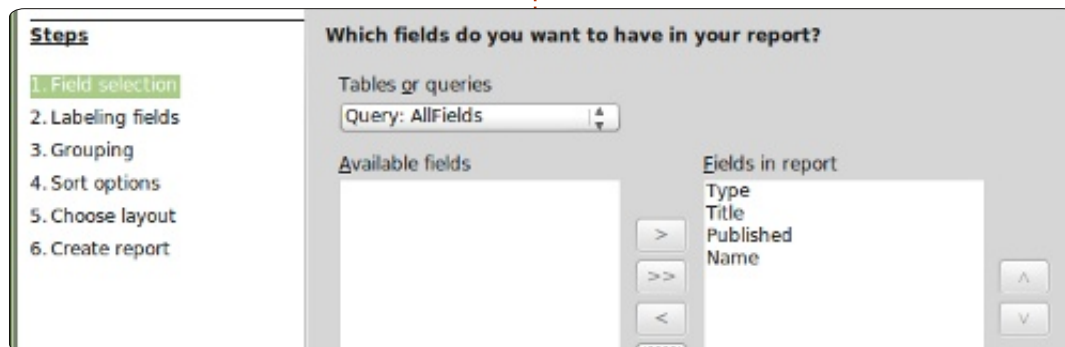 Steps
1. Field selection
2. Labeling fields
3. Grouping
4. Sort options
5. Choose layout
6. Create report
Which fields do you want to have in your report?
Tables or queries
Query: AllFields
Available fields
>
>>
<
Fields in report
Type
Title
Published
Name